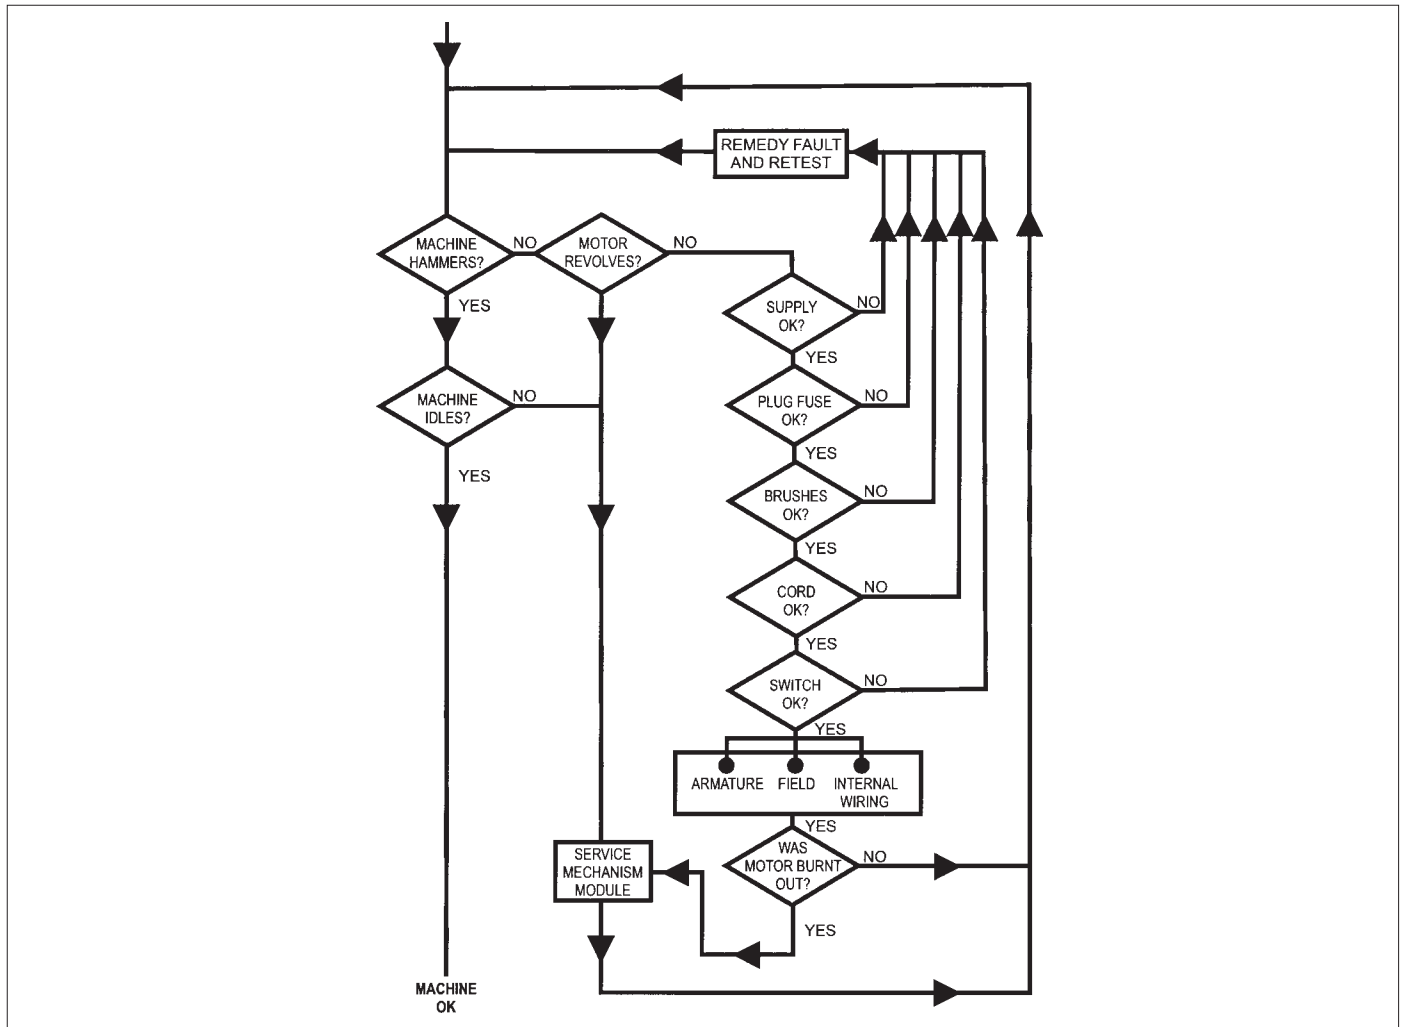 REMEDY FAULT
AND RETEST
MACHINE
HAMMERS?
NO
MOTOR
REVOLVES?
NO
YES
SUPPLY
OK?
NO
YES
MACHINE
IDLES?
NO
PLUG FUSE
OK?
NO
YES
YES
BRUSHES
OK?
NO
YES
CORD
OK?
NO
YES
SWITCH
OK?
NO
YES
ARMATURE
FIELD
INTERNAL
WIRING
YES
SERVICE
MECHANISM
MODULE
WAS
MOTOR BURNT
OUT?
NO
YES
MACHINE
OK